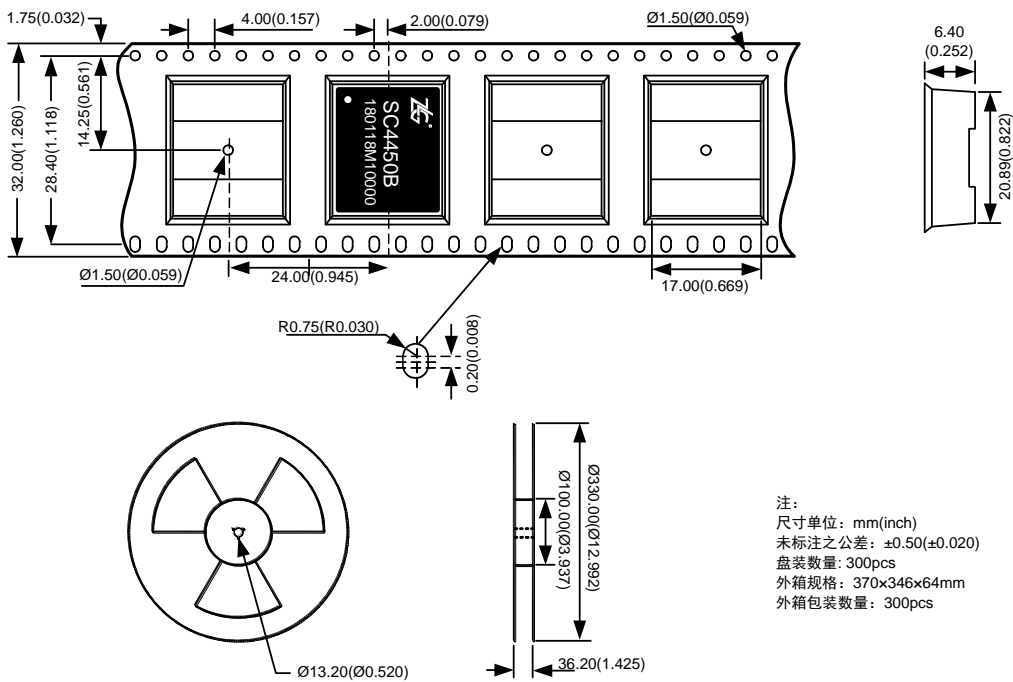 1.75(0.032)
4.00(0.157)
2.00(0.079)
Ø1.50(Ø0.059)
6.40
(0.252)
32.00(1.260)
28.40(1.118)
14.25(0.561)
ZLG
SC4450B
180118M10000
20.89(0.822)
Ø1.50(Ø0.059)
24.00(0.945)
17.00(0.669)
R0.75(R0.030)
0.20(0.008)
Ø100.00(Ø3.937)
Ø330.00(Ø12.992)
Ø13.20(Ø0.520)
36.20(1.425)
注：
尺寸单位：mm(inch)
未标注之公差：±0.50(±0.020)
盘装数量: 300pcs
外箱规格：370×346×64mm
外箱包装数量：300pcs